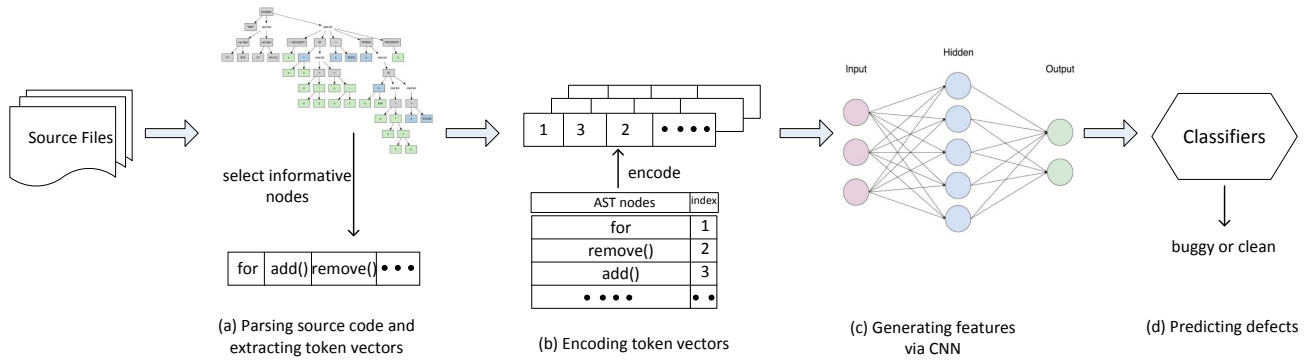 Source Files
select informative
nodes
for add() remove() • • •
(a) Parsing source code and
extracting token vectors
1 3 2 • • • •
encode
AST nodes index
for 1
remove() 2
add() 3
• • • • • •
(b) Encoding token vectors
Input
Hidden
Output
(c) Generating features
via CNN
Classifiers
buggy or clean
(d) Predicting defects